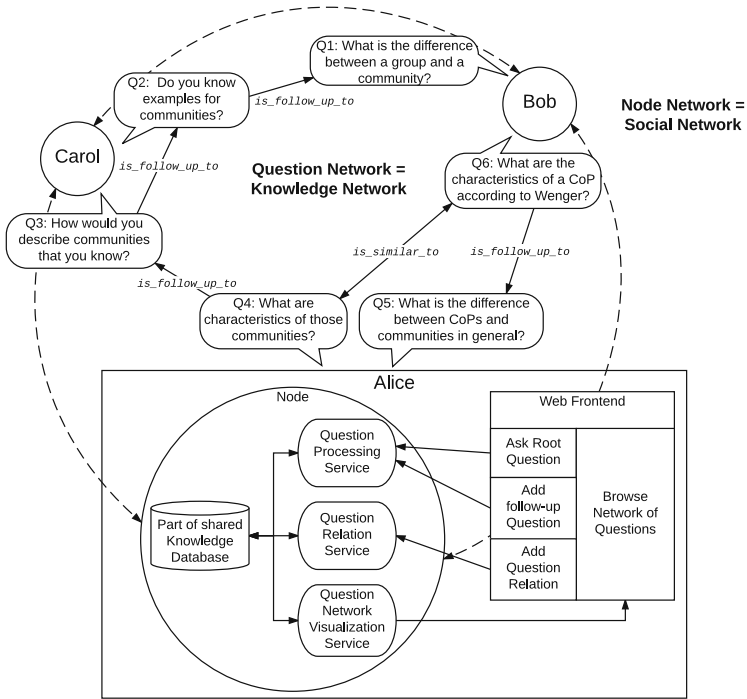 Q1: What is the difference
between a group and a
community?
Q2: Do you know
examples for
communities?
is_follow_up_to
Bob
Node Network =
Social Network
Carol
is_follow_up_to
Question Network =
Knowledge Network
Q6: What are the
characteristics of a CoP
according to Wenger?
Q3: How would you
describe communities
that you know?
is_similar_to
is_follow_up_to
is_follow_up_to
Q4: What are
characteristics of those
communities?
Q5: What is the difference
between CoPs and
communities in general?
Alice
Node
Web Frontend
Question
Processing
Service
Ask Root
Question
Add
follow-up
Question
Browse
Network of
Questions
Part of shared
Knowledge
Database
Question
Relation
Service
Add
Question
Relation
Question
Network
Visualization
Service